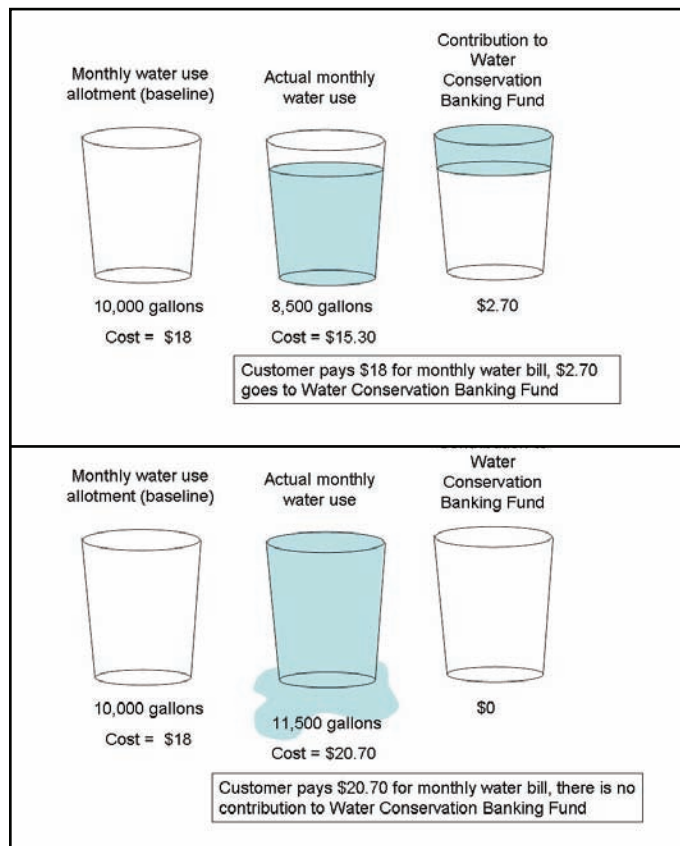 Monthly water use
allotment (baseline)
Actual monthly
water use
Contribution to
Water
Conservation
Banking Fund
10,000 gallons
Cost = $18
8,500 gallons
Cost = $15.30
$2.70
Customer pays $18 for monthly water bill, $2.70
goes to Water Conservation Banking Fund
Monthly water use
allotment (baseline)
Actual monthly
water use
Water
Conservation
Banking Fund
10,000 gallons
Cost = $18
11,500 gallons
Cost = $20.70
$0
Customer pays $20.70 for monthly water bill, there is no
contribution to Water Conservation Banking Fund